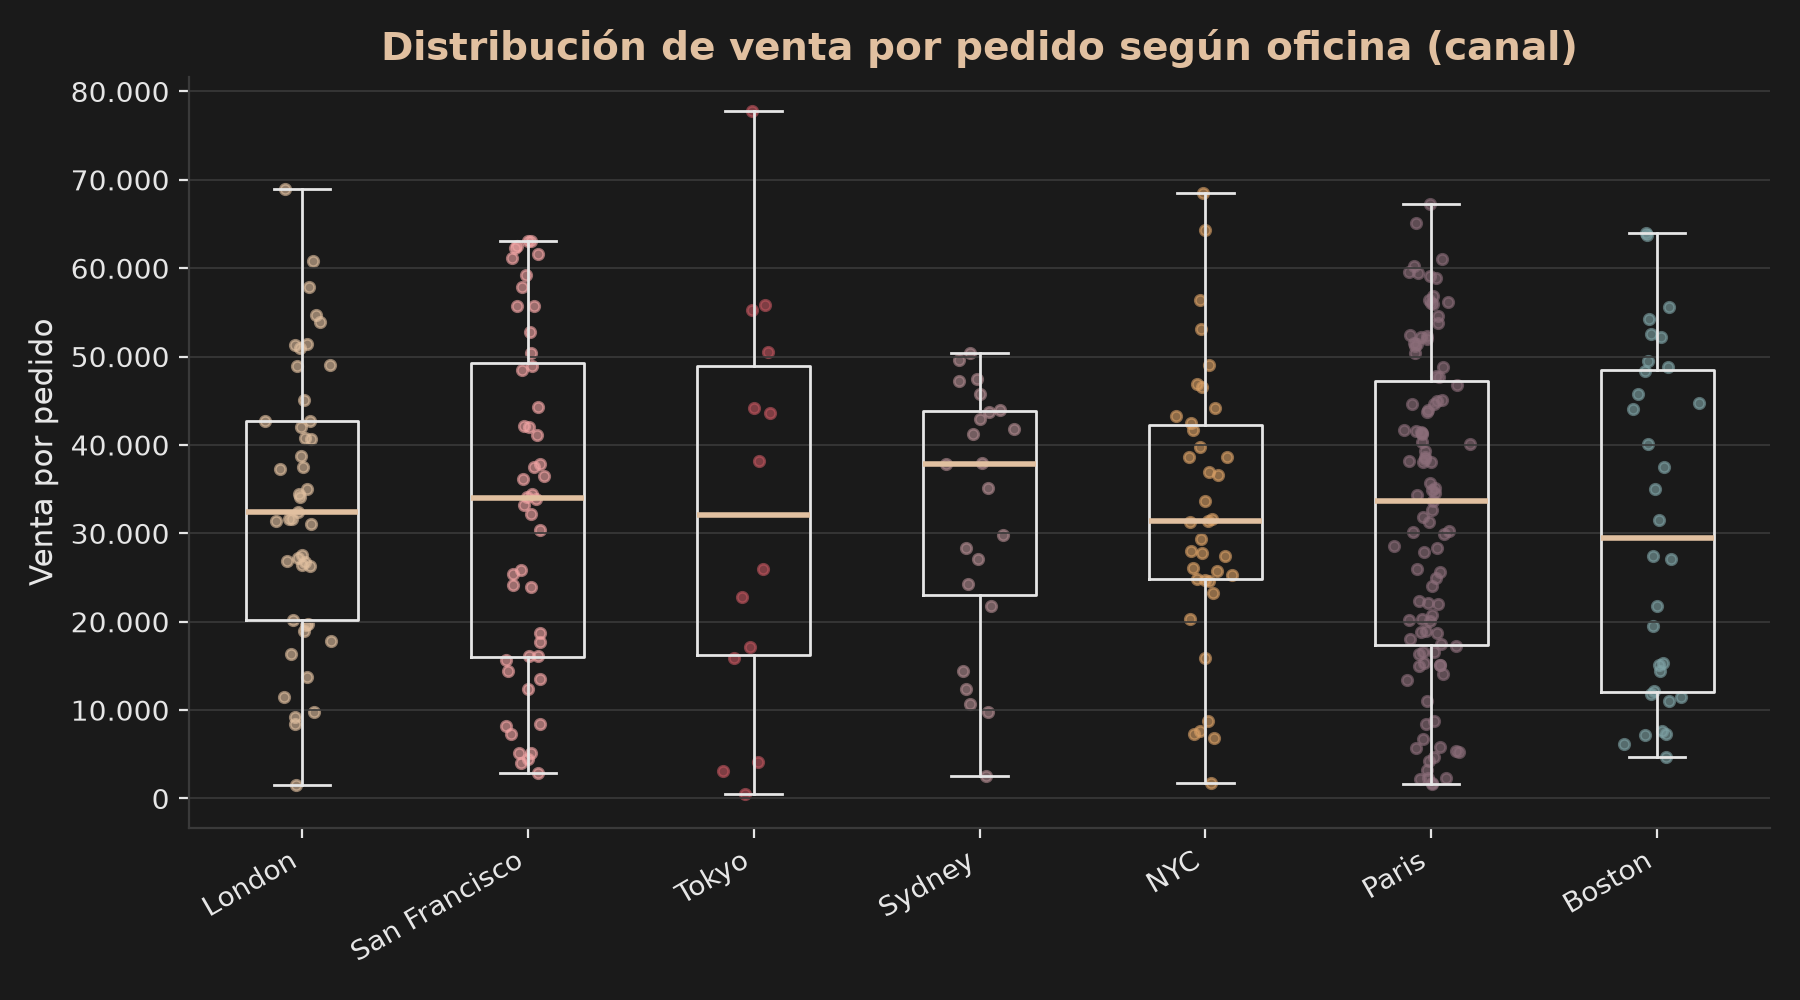 Distribución de venta por pedido según oficina (canal)
Venta por pedido
80.000
70.000
60.000
50.000
40.000
30.000
20.000
10.000
0
London
San Francisco
Tokyo
Sydney
NYC
Paris
Boston